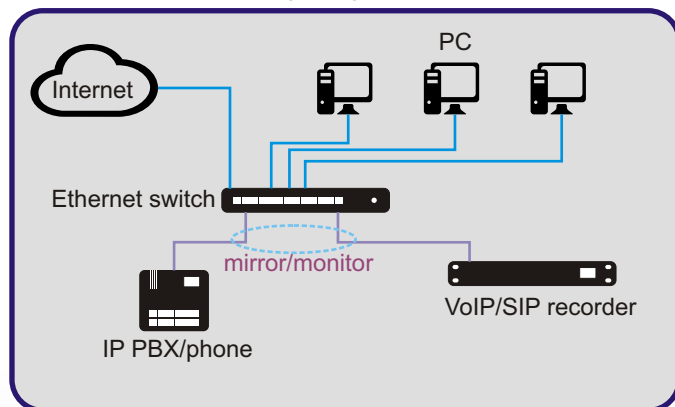 PC
Internet
Ethernet switch
mirror/monitor
VoIP/SIP recorder
IP PBX/phone